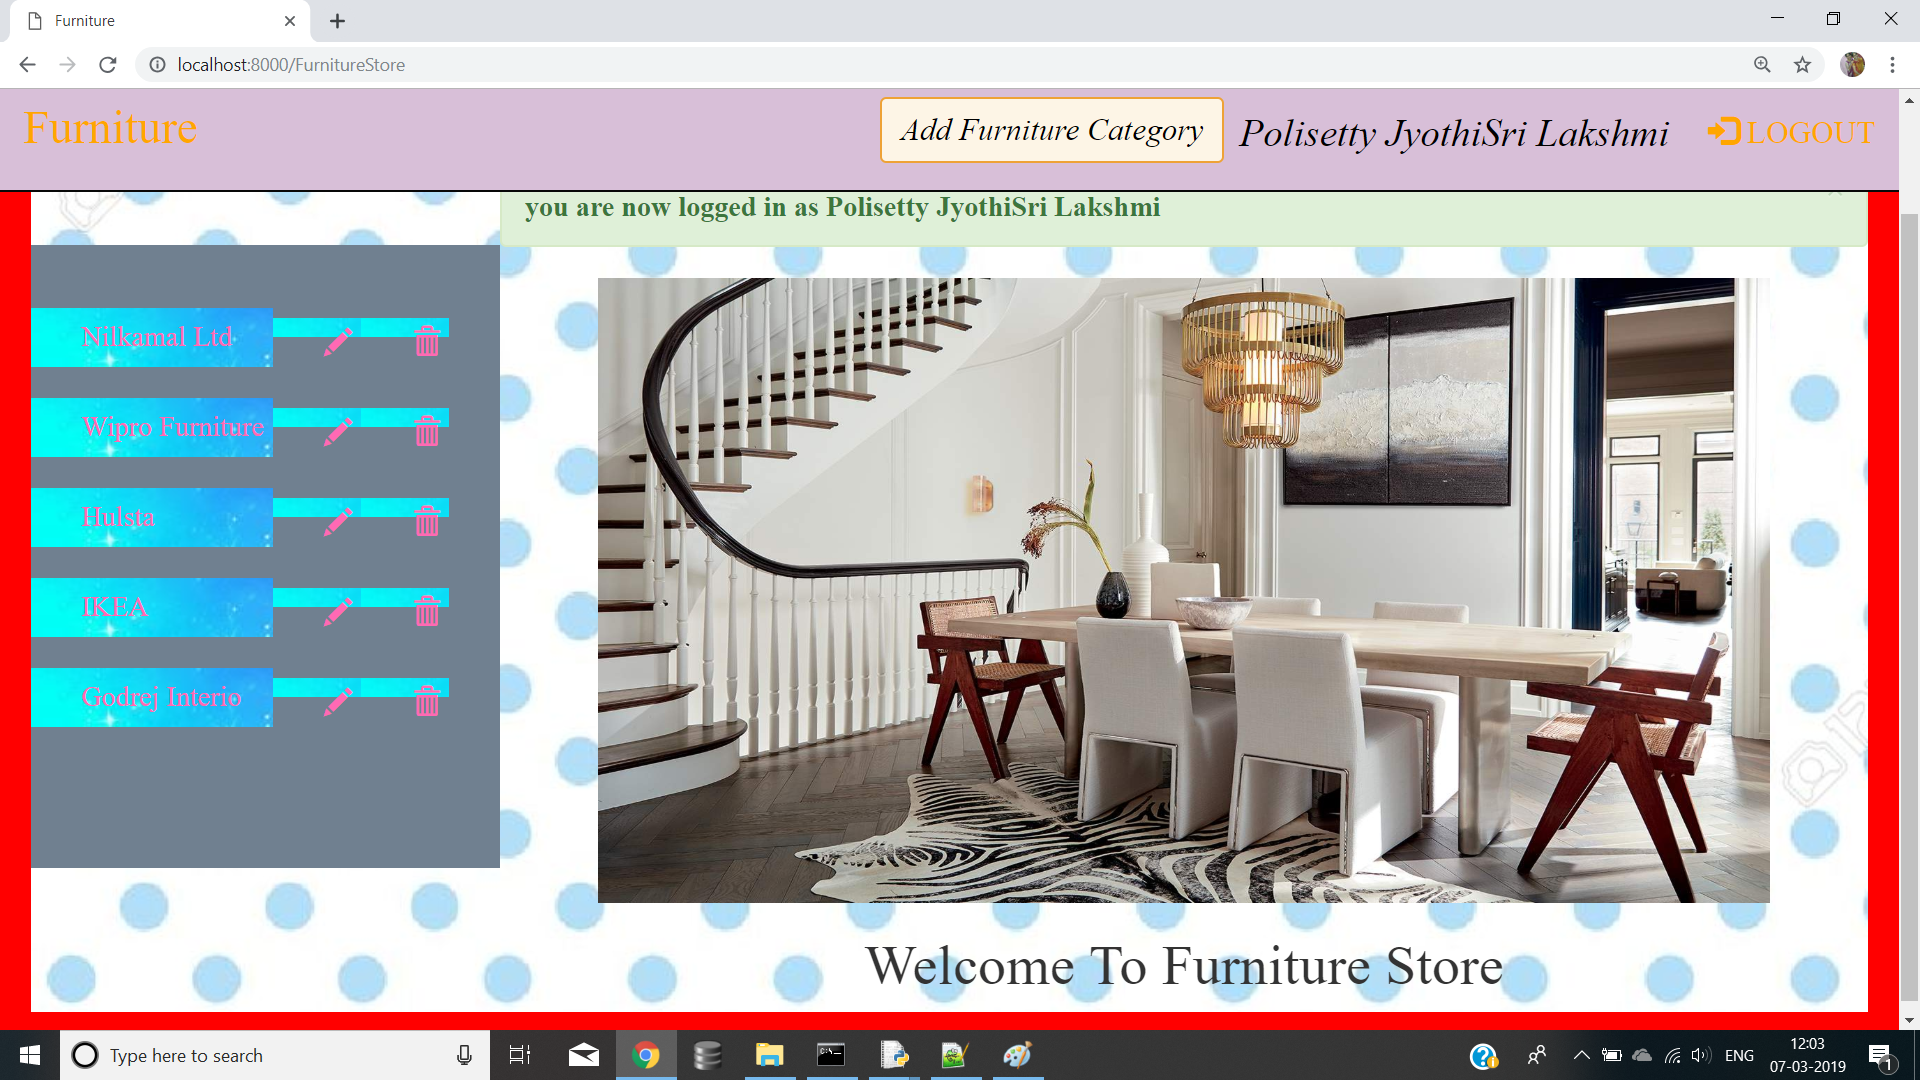 Furniture
localhost:8000/FurnitureStore
Furniture
Add Furniture Category
Polisetty JyothiSri Lakshmi
LOGOUT
you are now logged in as Polisetty JyothiSri Lakshmi
Nilkamal Ltd
Wipro Furniture
Hulsta
IKEA
Godrej Interio
Welcome To Furniture Store
Type here to search
ENG
12:03
07-03-2019
1